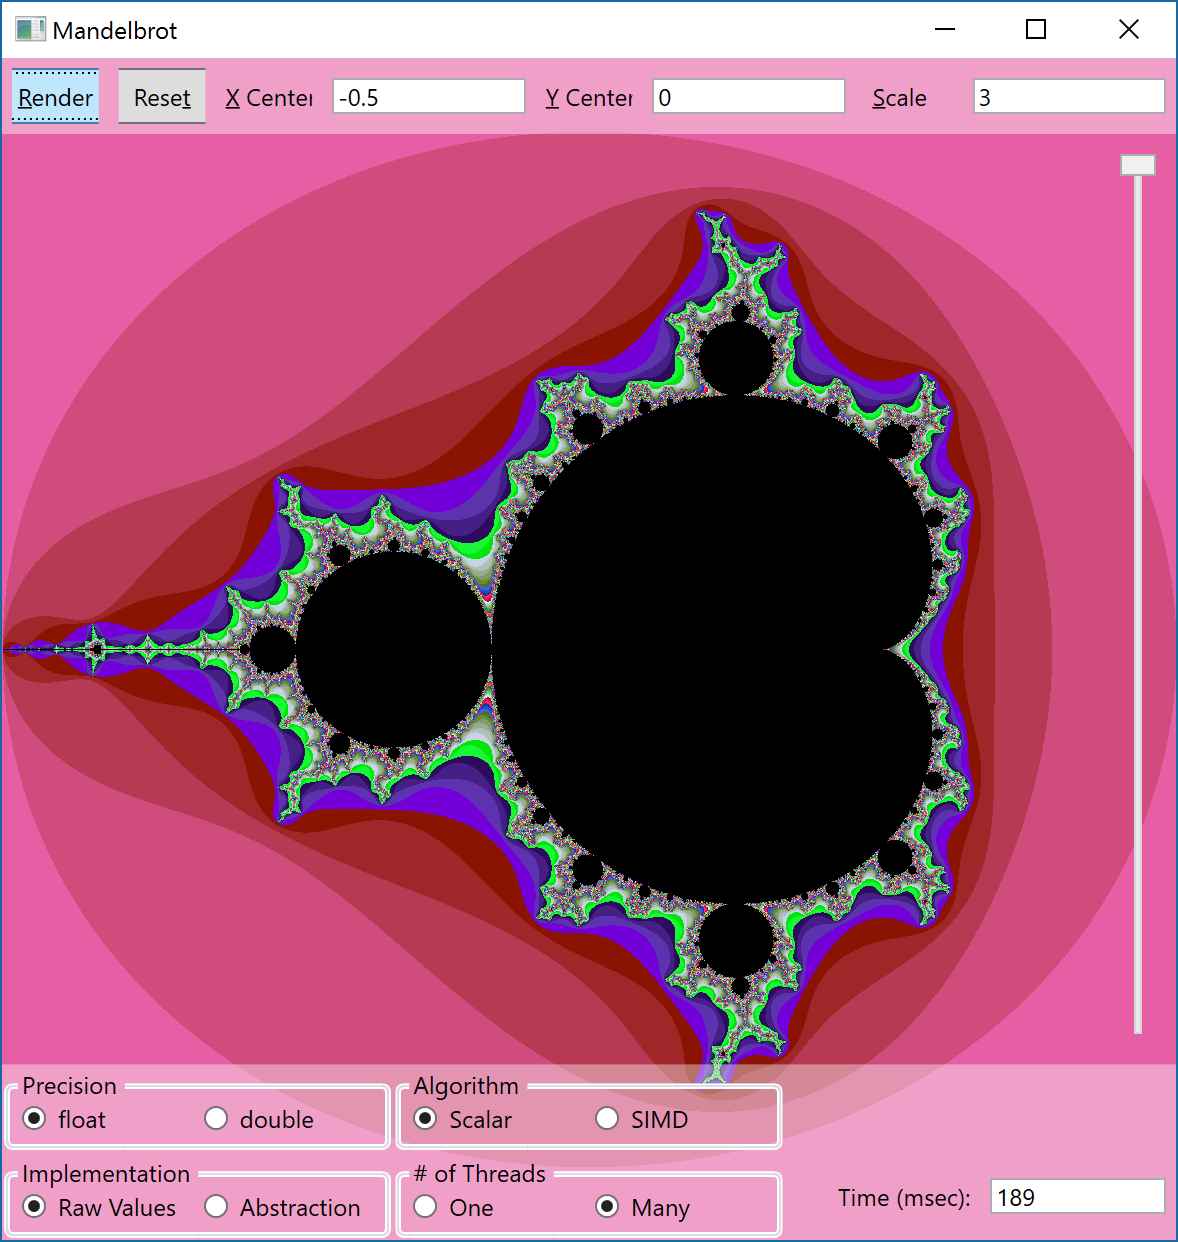 Mandelbrot
Render Reset X Center -0.5 Y Center 0 Scale 3
Precision
float double
Algorithm
Scalar SIMD
Implementation
Raw Values Abstraction
# of Threads
One Many
Time (msec): 189